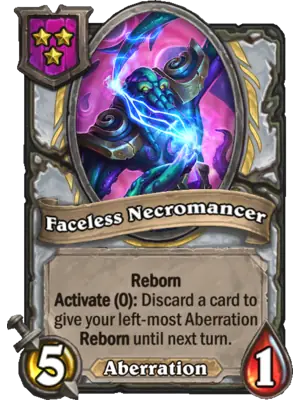 Faceless Necromancer
Reborn
Activate (0): Discard a card to
give your left-most Aberration
Reborn until next turn.
5
Aberration
1